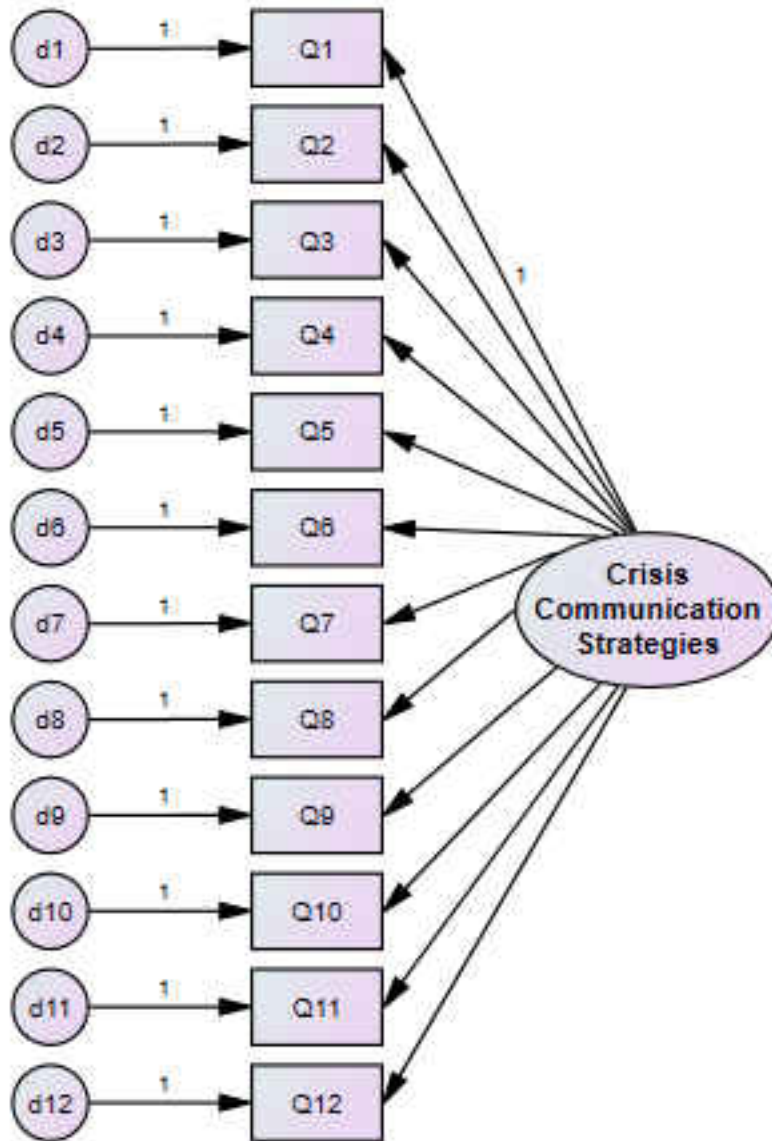 d1 1 Q1
d2 1 Q2
d3 1 Q3
1
d4 1 Q4
d5 1 Q5
d6 1 Q6
Crisis
Communication
Strategies
d7 1 Q7
d8 1 Q8
d9 1 Q9
d10 1 Q10
d11 1 Q11
d12 1 Q12